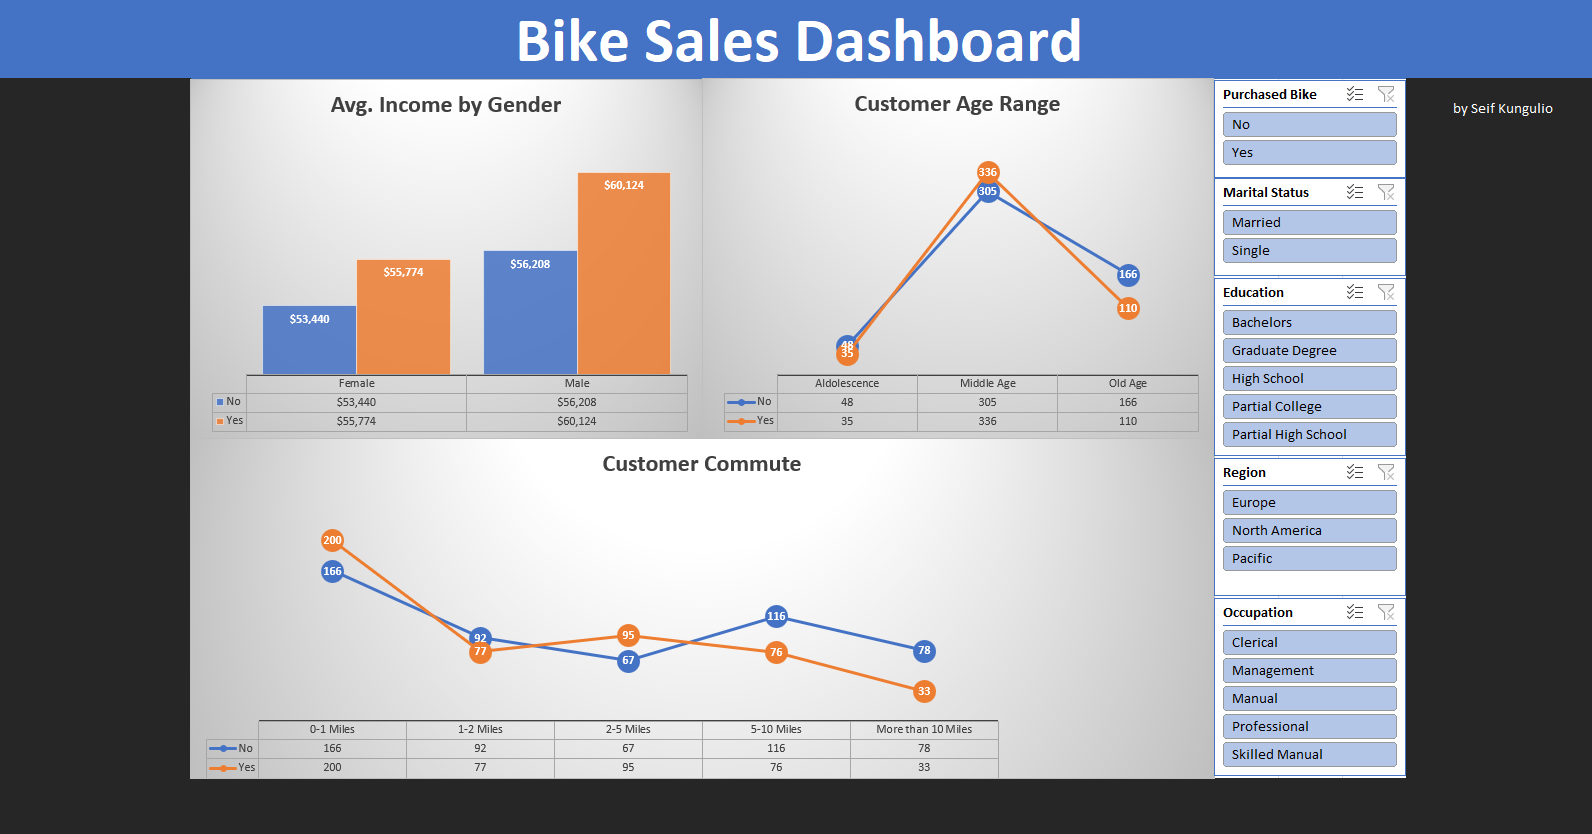 Bike Sales Dashboard
by Seif Kungulio
Avg. Income by Gender
$53,440
$55,774
$56,208
$60,124
Female Male
No $53,440 $56,208
Yes $55,774 $60,124
Customer Age Range
336
305
166
110
48
35
Aldolescence Middle Age Old Age
No 48 305 166
Yes 35 336 110
Customer Commute
200
166
92
77
95
67
116
76
78
33
0-1 Miles 1-2 Miles 2-5 Miles 5-10 Miles More than 10 Miles
No 166 92 67 116 78
Yes 200 77 95 76 33
Purchased Bike
No
Yes
Marital Status
Married
Single
Education
Bachelors
Graduate Degree
High School
Partial College
Partial High School
Region
Europe
North America
Pacific
Occupation
Clerical
Management
Manual
Professional
Skilled Manual